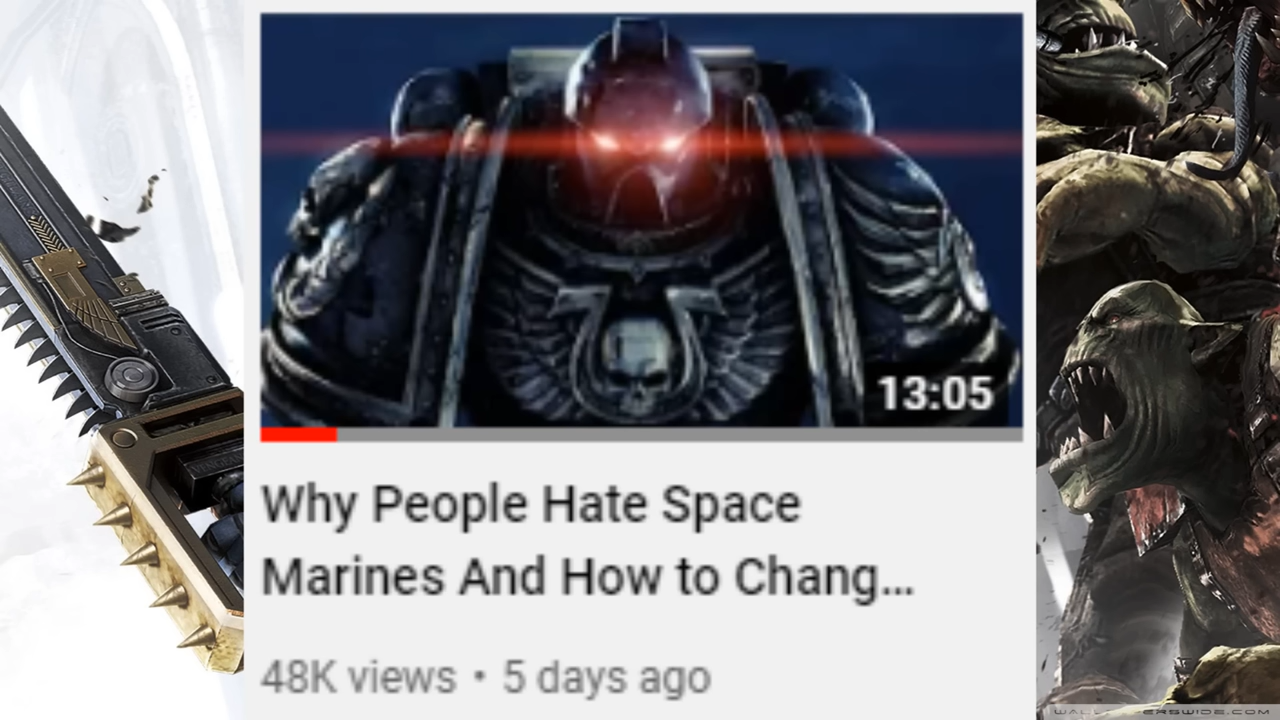 13:05
Why People Hate Space
Marines And How to Chang...
48K views • 5 days ago